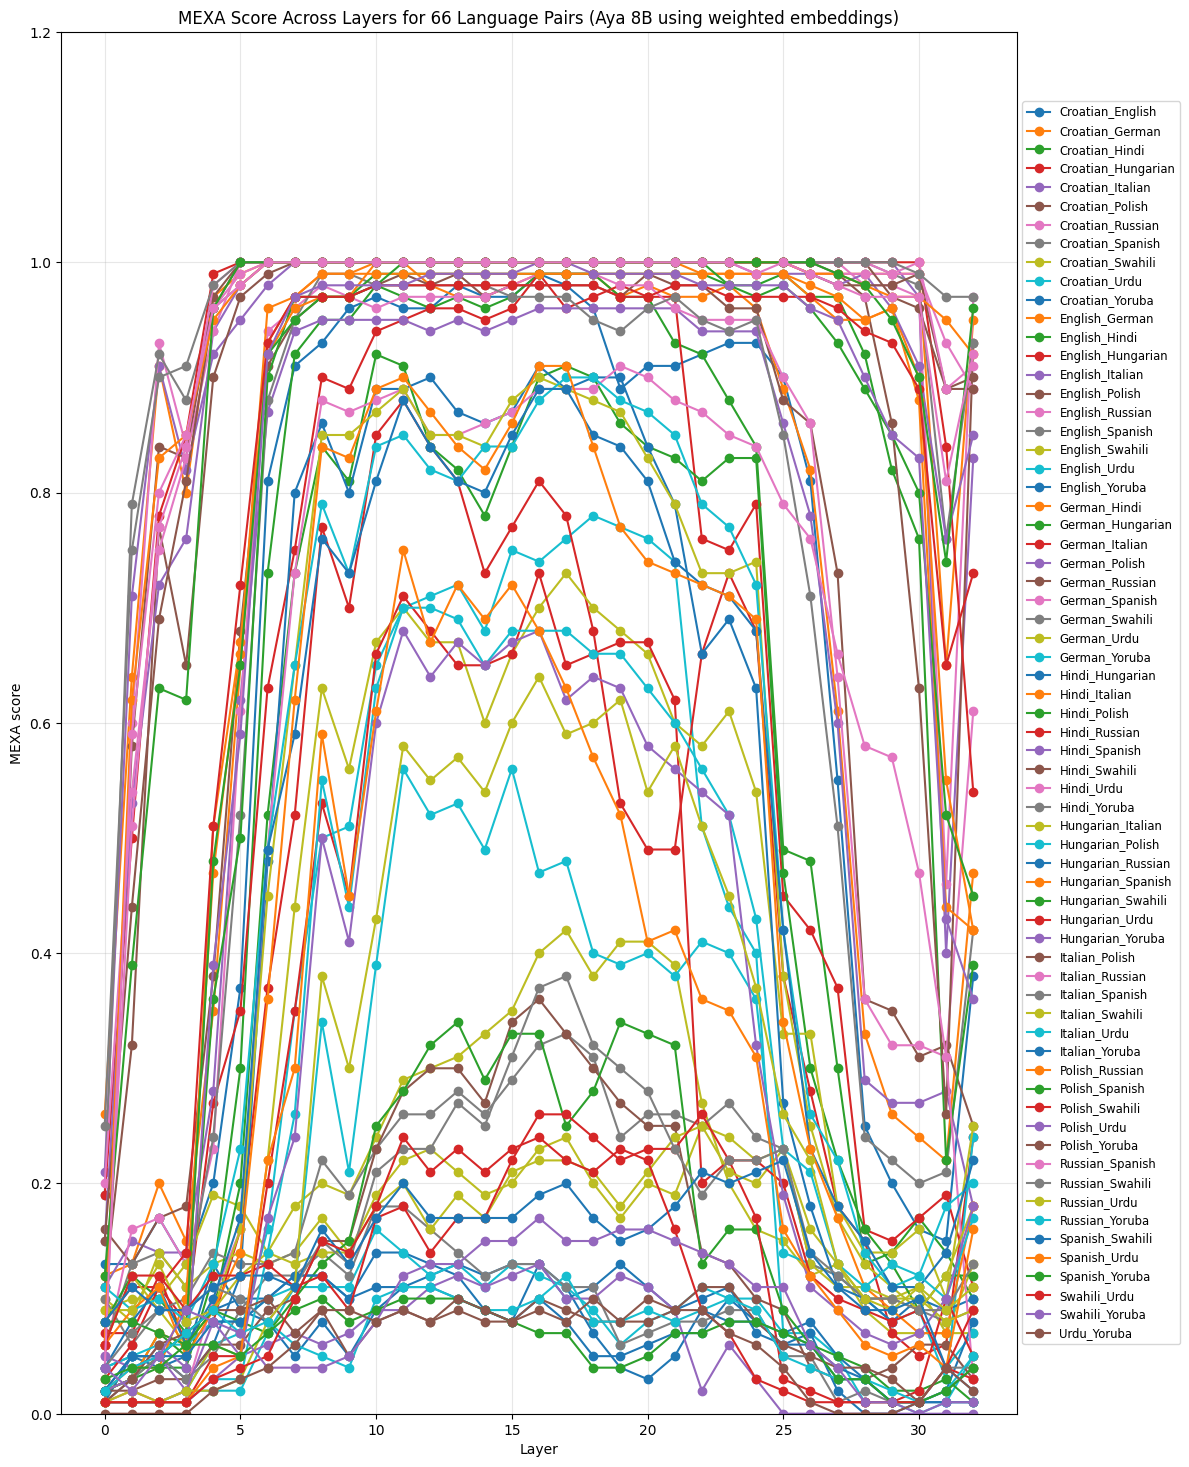 MEXA Score Across Layers for 66 Language Pairs (Aya 8B using weighted embeddings)
1.2
1.0
0.8
0.6
0.4
0.2
0.0
MEXA score
0 5 10 15 20 25 30
Layer
Croatian_English
Croatian_German
Croatian_Hindi
Croatian_Hungarian
Croatian_Italian
Croatian_Polish
Croatian_Russian
Croatian_Spanish
Croatian_Swahili
Croatian_Urdu
Croatian_Yoruba
English_German
English_Hindi
English_Hungarian
English_Italian
English_Polish
English_Russian
English_Spanish
English_Swahili
English_Urdu
English_Yoruba
German_Hindi
German_Hungarian
German_Italian
German_Polish
German_Russian
German_Spanish
German_Swahili
German_Urdu
German_Yoruba
Hindi_Hungarian
Hindi_Italian
Hindi_Polish
Hindi_Russian
Hindi_Spanish
Hindi_Swahili
Hindi_Urdu
Hindi_Yoruba
Hungarian_Italian
Hungarian_Polish
Hungarian_Russian
Hungarian_Spanish
Hungarian_Swahili
Hungarian_Urdu
Hungarian_Yoruba
Italian_Polish
Italian_Russian
Italian_Spanish
Italian_Swahili
Italian_Urdu
Italian_Yoruba
Polish_Russian
Polish_Spanish
Polish_Swahili
Polish_Urdu
Polish_Yoruba
Russian_Spanish
Russian_Swahili
Russian_Urdu
Russian_Yoruba
Spanish_Swahili
Spanish_Urdu
Spanish_Yoruba
Swahili_Urdu
Swahili_Yoruba
Urdu_Yoruba